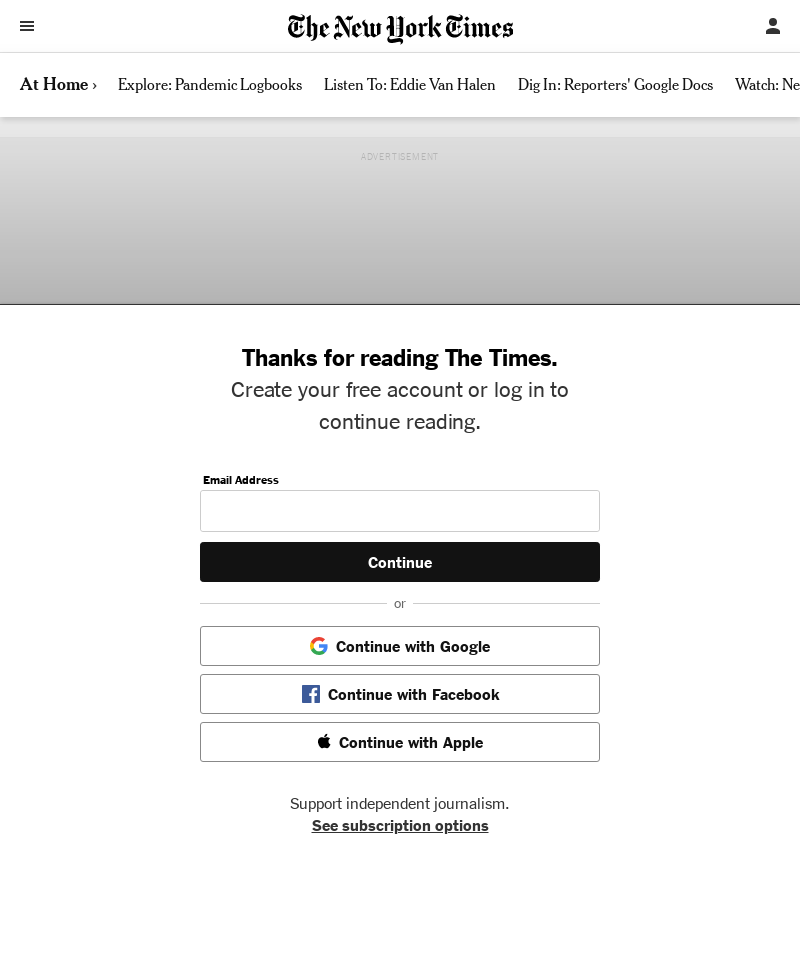 The New York Times
At Home ›
Explore: Pandemic Logbooks
Listen To: Eddie Van Halen
Dig In: Reporters' Google Docs
Watch: Ne
ADVERTISEMENT
Thanks for reading The Times.
Create your free account or log in to
continue reading.
Email Address
Continue
or
Continue with Google
Continue with Facebook
Continue with Apple
Support independent journalism.
See subscription options